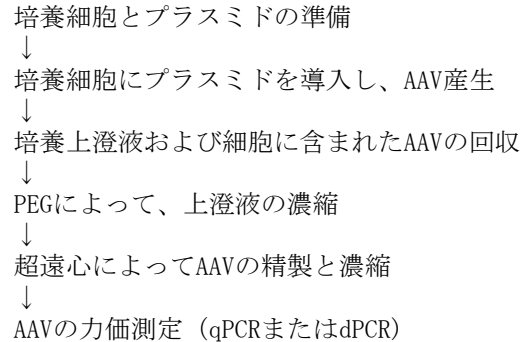 培養細胞とプラスミドの準備
↓
培養細胞にプラスミドを導入し、AAV産生
↓
培養上澄液および細胞に含まれたAAVの回収
↓
PEGによって、上澄液の濃縮
↓
超遠心によってAAVの精製と濃縮
↓
AAVの力価測定（qPCRまたはdPCR）